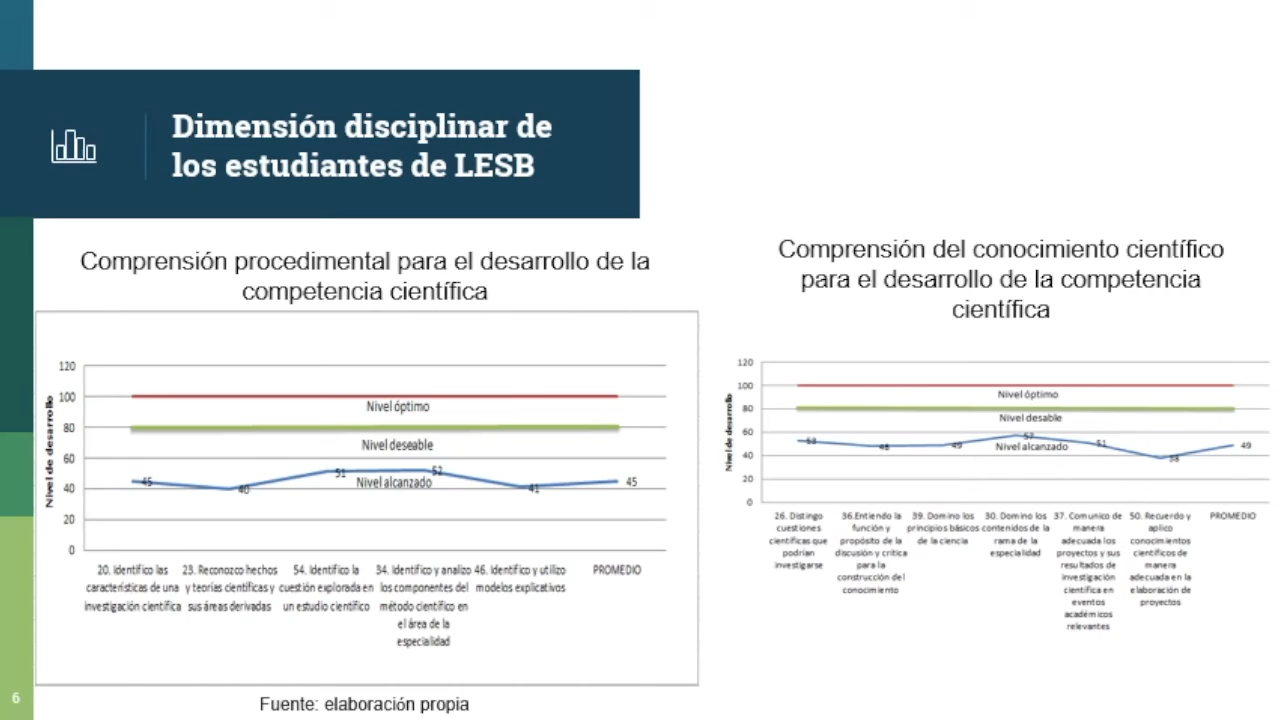 Dimensión disciplinar de
los estudiantes de LESB
Comprensión procedimental para el desarrollo de la
competencia científica
120
100
80
60
40
20
0
Nivel de desarrollo
Nivel óptimo
Nivel deseable
Nivel alcanzado
45
40
51
52
41
45
20. Identifico las
características de una
investigación científica
23. Reconozco hechos
y teorías científicas y
sus áreas derivadas
54. Identifico la
cuestión explorada en
un estudio científico
34. Identifico y analizo
los componentes del
método científico en
el área de la
especialidad
46. Identifico y utilizo
modelos explicativos
PROMEDIO
Fuente: elaboración propia
Comprensión del conocimiento científico
para el desarrollo de la competencia
científica
120
100
80
60
40
20
0
Nivel de desarrollo
Nivel óptimo
Nivel desable
Nivel alcanzado
53
48
49
57
51
38
49
26. Distingo
cuestiones
científicas que
podrían
investigarse
36.Entiendo la
función y
propósito de la
discusión y crítica
para la
construcción del
conocimiento
39. Domino los
principios básicos
de la ciencia
30. Domino los
contenidos de la
rama de la
especialidad
37. Comunico de
manera
adecuada los
proyectos y sus
resultados de
investigación
científica en
eventos
académicos
relevantes
50. Recuerdo y
aplico
conocimientos
científicos de
manera
adecuada en la
elaboración de
proyectos
PROMEDIO
6